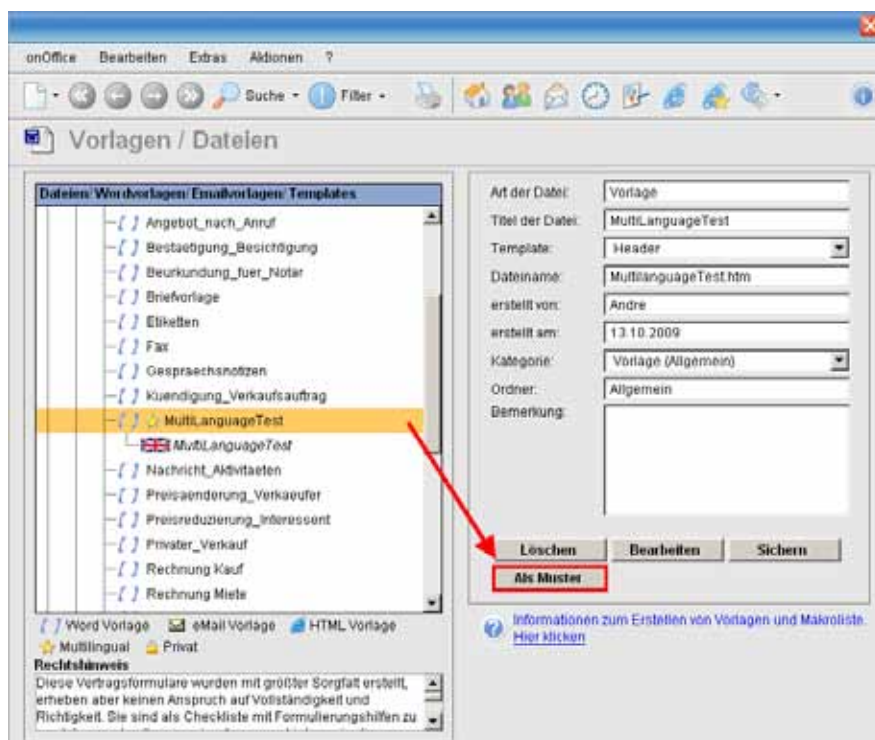 onOffice Bearbeiten Extras Aktionen ?
Suche Filter
Vorlagen / Dateien
Dateien/Wordvorlagen/Emailvorlagen/Templates
Angebot_nach_Anruf
Bestaetigung_Besichtigung
Beurkundung_fuer_Notar
Briefvorlage
Etiketten
Fax
Gespraechsnotizen
Kuendigung_Verkaufsauftrag
MultiLanguageTest
MultiLanguageTest
Nachricht_Aktivitaeten
Preisaenderung_Verkaeufer
Preisreduzierung_Interessent
Privater_Verkauf
Rechnung Kauf
Rechnung Miete
Word Vorlage eMail Vorlage HTML Vorlage
Multilingual Privat
Rechtshinweis
Diese Vertragsformulare wurden mit größter Sorgfalt erstellt,
erheben aber keinen Anspruch auf Vollständigkeit und
Richtigkeit. Sie sind als Checkliste mit Formulierungshilfen zu
Art der Datei: Vorlage
Titel der Datei: MultiLanguageTest
Template: Header
Dateiname: MultilanguageTest.htm
erstellt von: Andre
erstellt am: 13.10.2009
Kategorie: Vorlage (Allgemein)
Ordner: Allgemein
Bemerkung:
Löschen Bearbeiten Sichern
Als Muster
Informationen zum Erstellen von Vorlagen und Makroliste.
Hier klicken